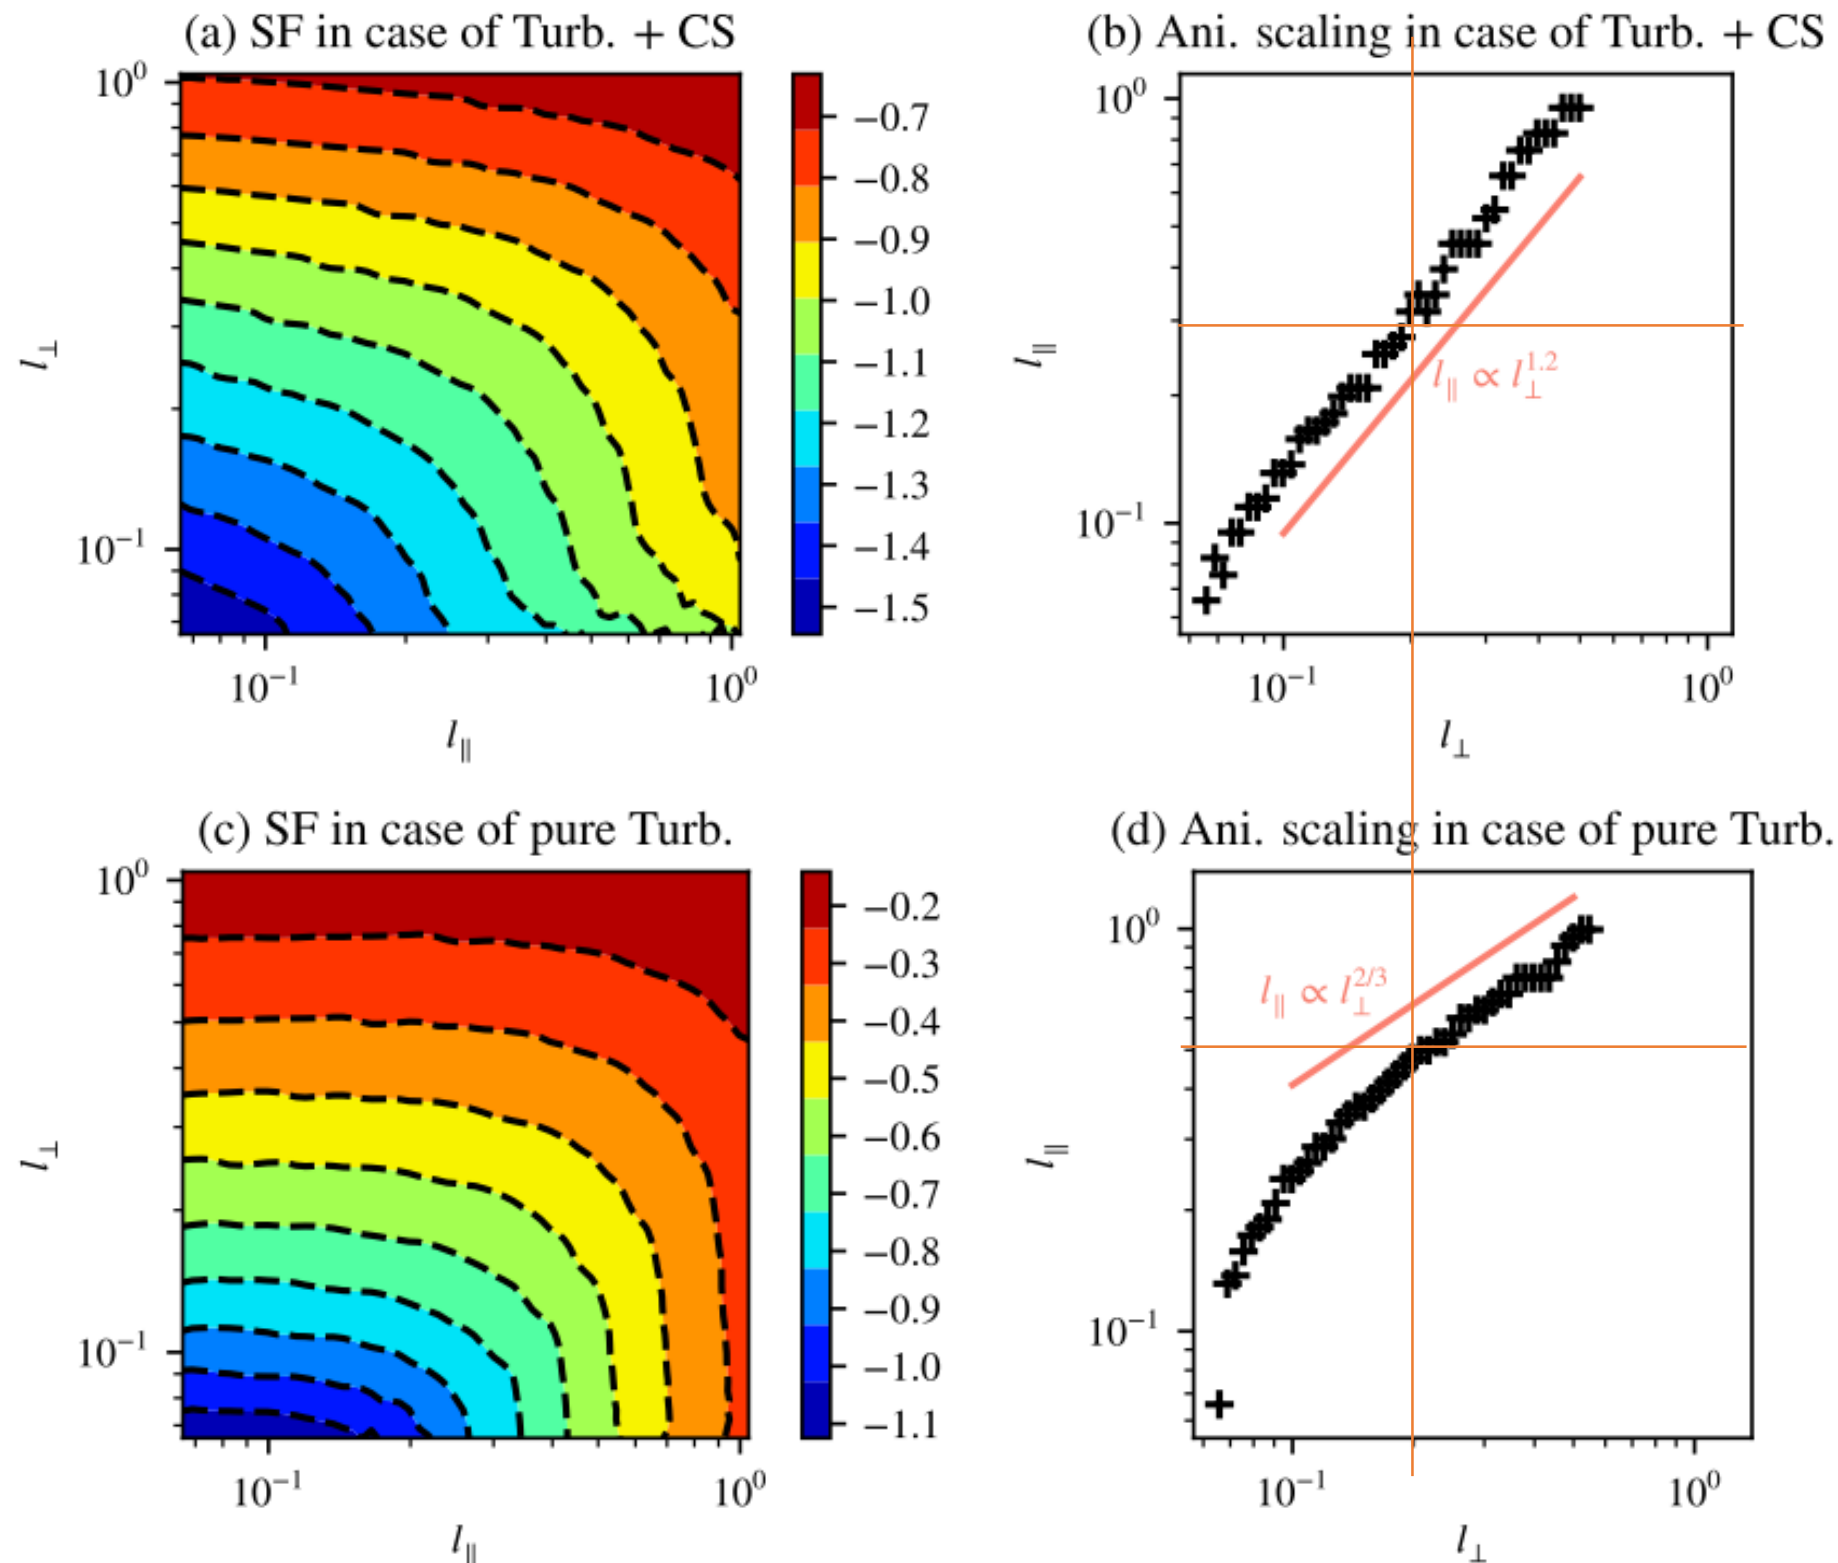 (a) SF in case of Turb. + CS
10⁰
10⁻¹
l⊥
10⁻¹
10⁰
l∥
−0.7
−0.8
−0.9
−1.0
−1.1
−1.2
−1.3
−1.4
−1.5
(b) Ani. scaling in case of Turb. + CS
10⁰
10⁻¹
l∥
l∥ ∝ l⊥^1.2
10⁻¹
10⁰
l⊥
(c) SF in case of pure Turb.
10⁰
10⁻¹
l⊥
10⁻¹
10⁰
l∥
−0.2
−0.3
−0.4
−0.5
−0.6
−0.7
−0.8
−0.9
−1.0
−1.1
(d) Ani. scaling in case of pure Turb.
10⁰
10⁻¹
l∥
l∥ ∝ l⊥^2/3
10⁻¹
10⁰
l⊥